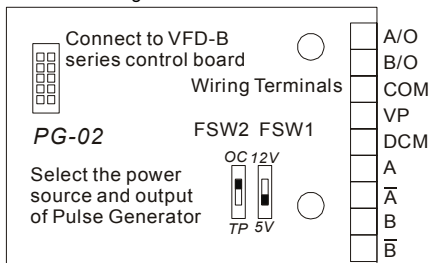 Connect to VFD-B
series control board
Wiring Terminals
PG-02
FSW2 FSW1
OC 12V
Select the power
source and output
of Pulse Generator
TP 5V
A/O
B/O
COM
VP
DCM
A
A̅
B
B̅